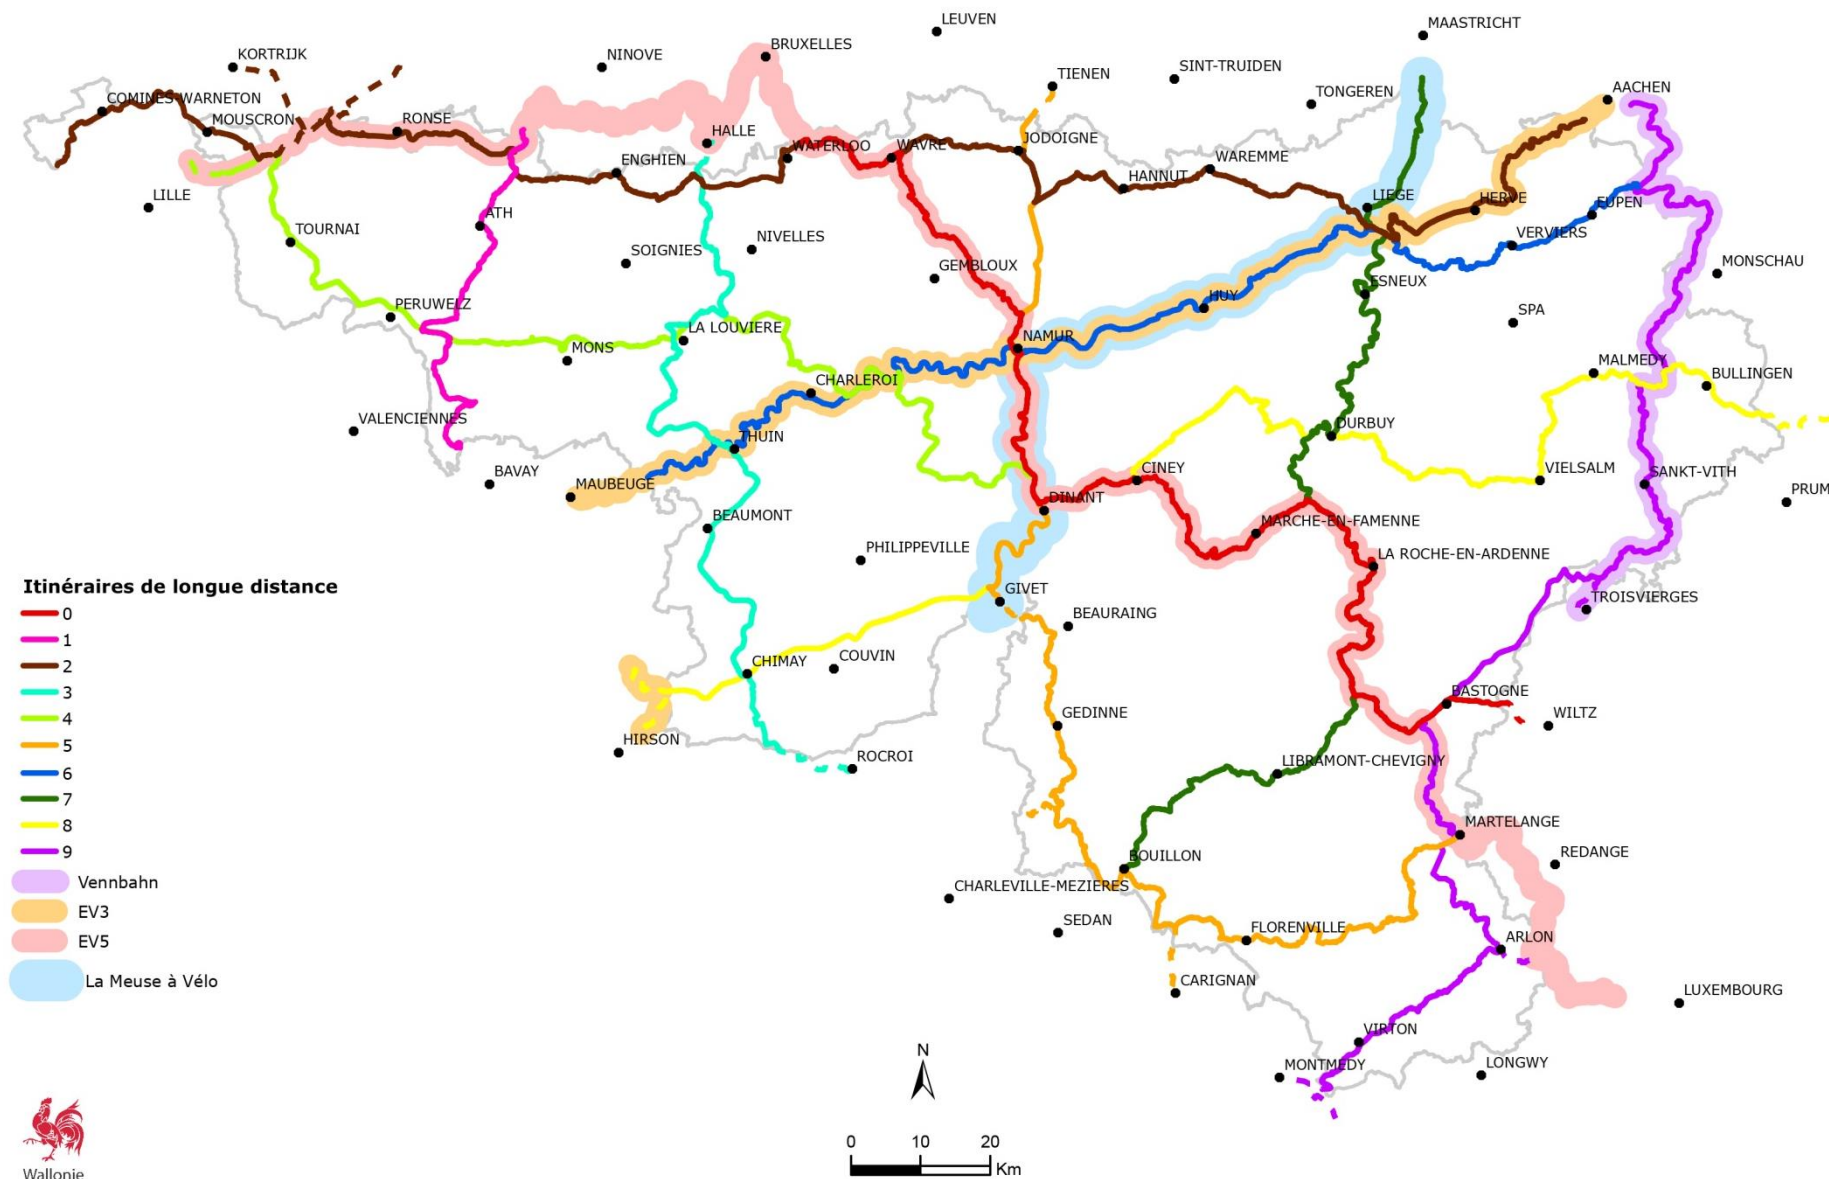 LEUVEN
MAASTRICHT
KORTRIJK
NINOVE
BRUXELLES
TIENEN
SINT-TRUIDEN
TONGEREN
AACHEN
COMINES-WARNETON
MOUSCRON
RONSE
HALLE
WATERLOO
WAVRE
JODOIGNE
ENGHIEN
HANNUT
WAREMME
LILLE
ATH
LIEGE
HERVE
EUPEN
TOURNAI
SOIGNIES
NIVELLES
GEMBLOUX
VERVIERS
MONSCHAU
PERUWELZ
LA LOUVIERE
MONS
NAMUR
HUY
ESNEUX
SPA
CHARLEROI
MALMEDY
BULLINGEN
VALENCIENNES
THUIN
DURBUY
BAVAY
MAUBEUGE
DINANT
CINEY
VIELSALM
SANKT-VITH
PRUM
BEAUMONT
PHILIPPEVILLE
MARCHE-EN-FAMENNE
LA ROCHE-EN-ARDENNE
GIVET
BEAURAING
TROISVIERGES
CHIMAY
COUVIN
GEDINNE
BASTOGNE
WILTZ
HIRSON
ROCROI
LIBRAMONT-CHEVIGNY
MARTELANGE
REDANGE
BOUILLON
CHARLEVILLE-MEZIERES
SEDAN
FLORENVILLE
ARLON
CARIGNAN
LUXEMBOURG
VIRTON
MONTMEDY
LONGWY
Itinéraires de longue distance
0
1
2
3
4
5
6
7
8
9
Vennbahn
EV3
EV5
La Meuse à Vélo
N
0 10 20
Km
Wallonie